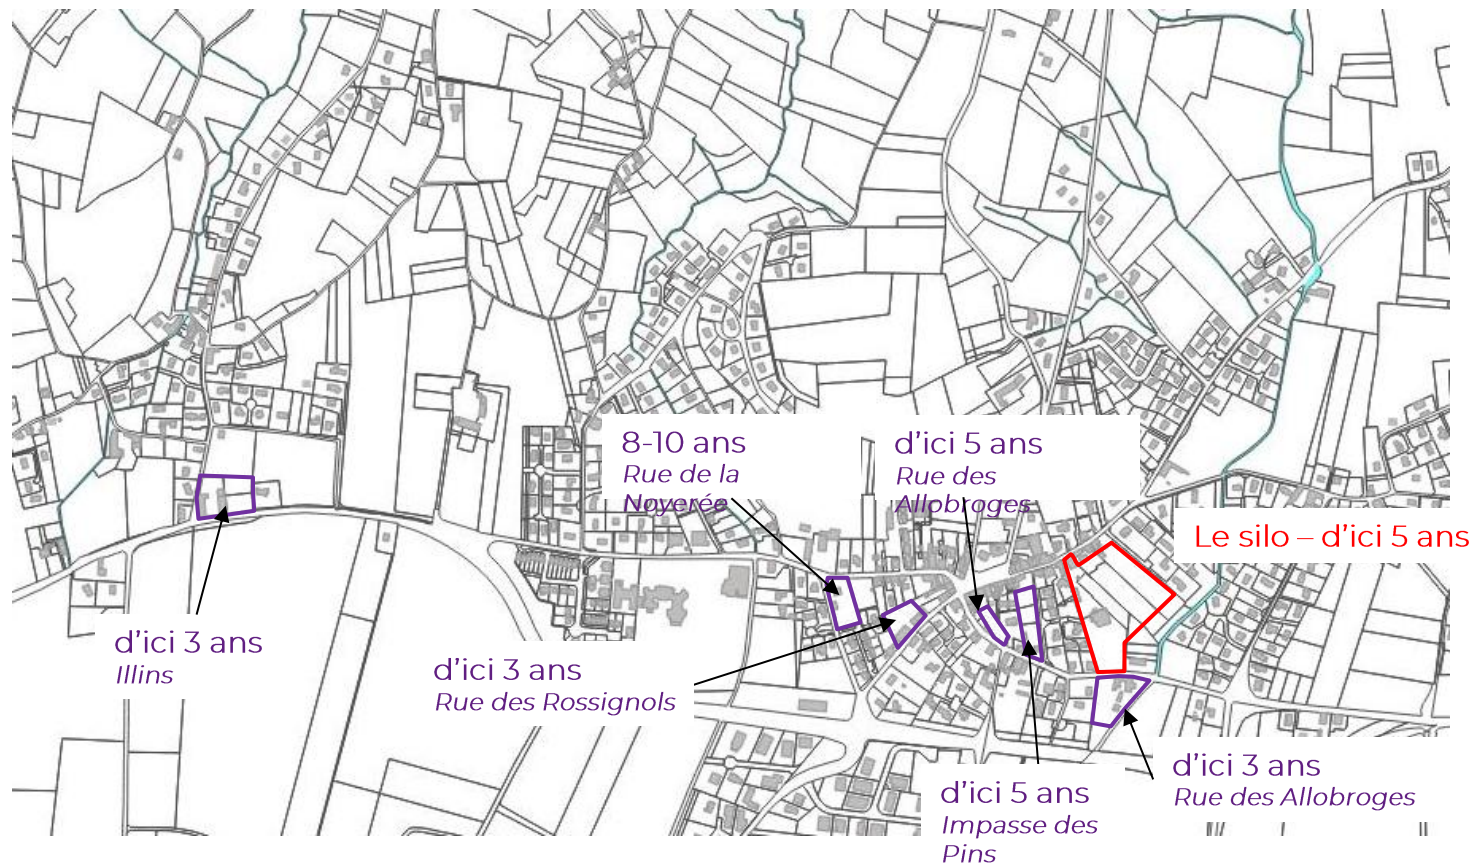 8-10 ans
Rue de la
Noyerée
d'ici 5 ans
Rue des
Allobroges
Le silo – d'ici 5 ans
d'ici 3 ans
Illins
d'ici 3 ans
Rue des Rossignols
d'ici 3 ans
Rue des Allobroges
d'ici 5 ans
Impasse des
Pins